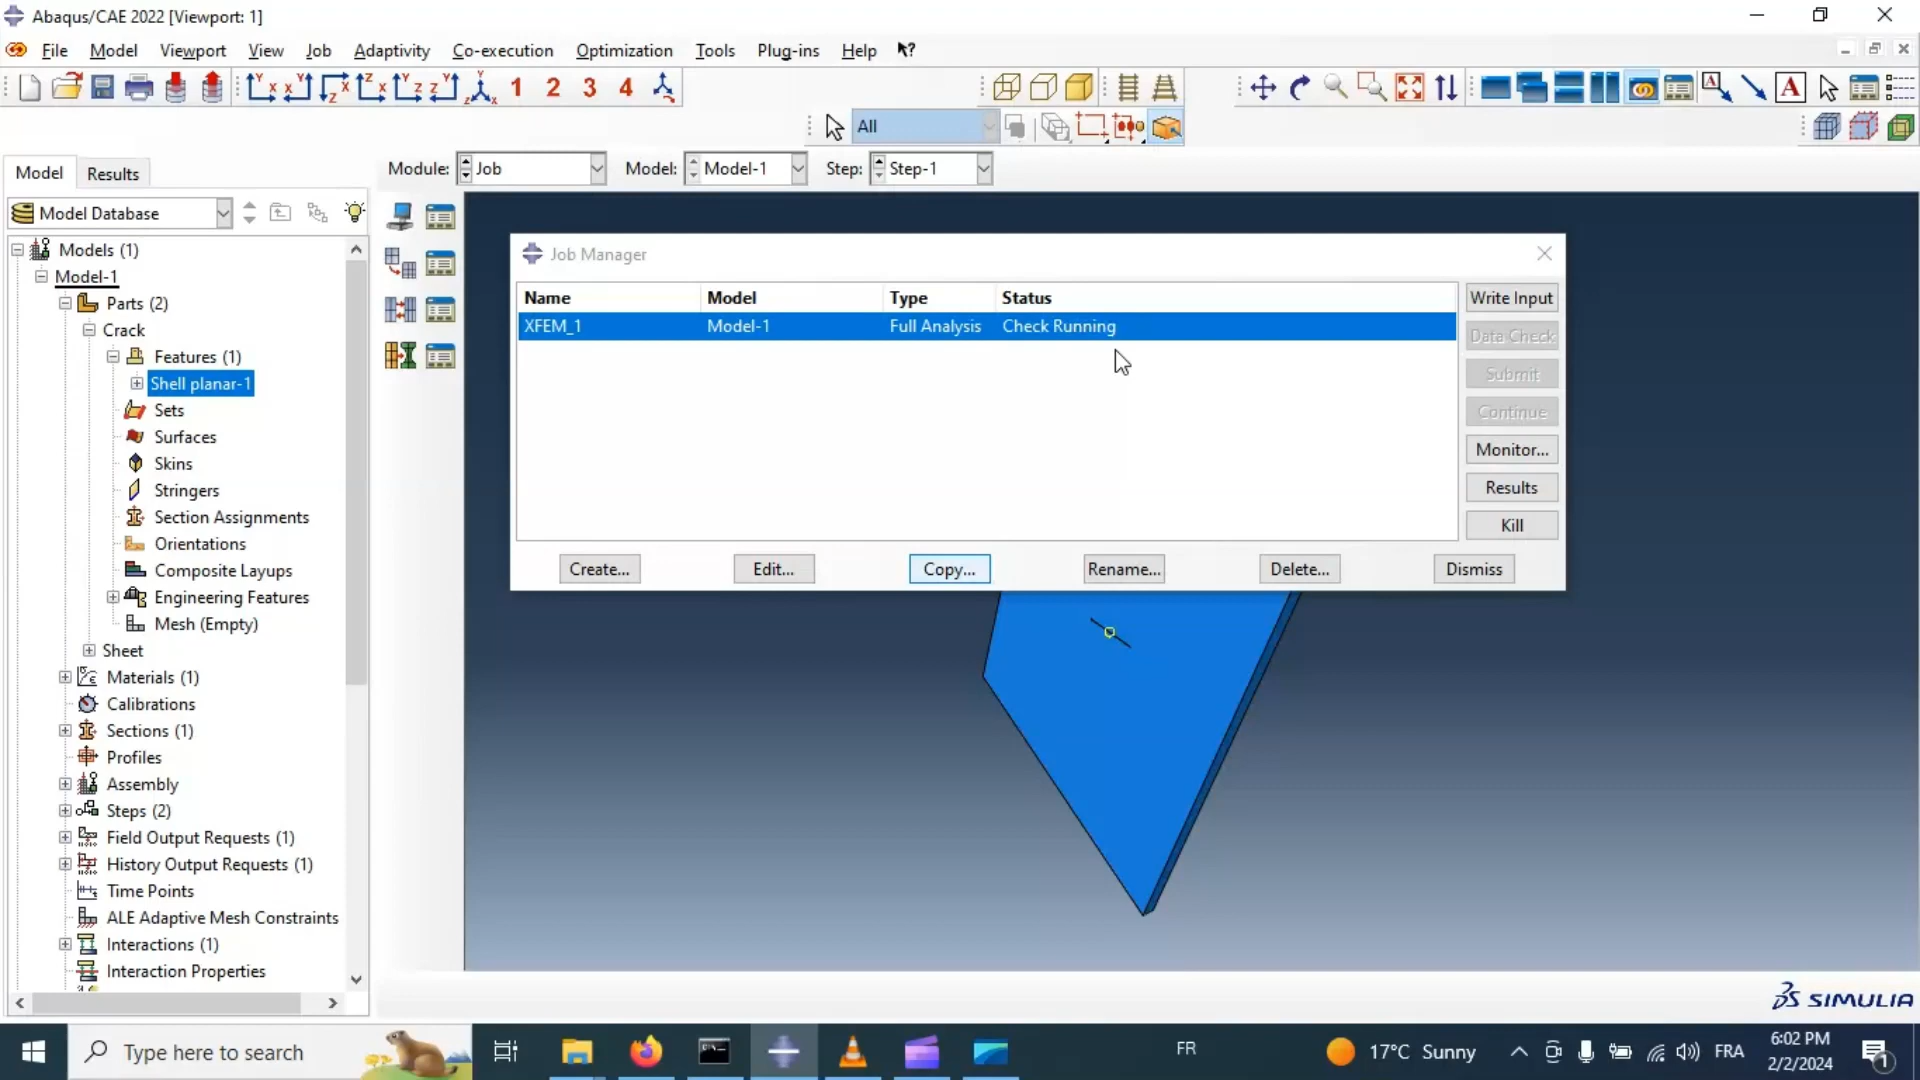 Abaqus/CAE 2022 [Viewport: 1]
File Model Viewport View Job Adaptivity Co-execution Optimization Tools Plug-ins Help
1 2 3 4
All
Model Results
Module: Job Model: Model-1 Step: Step-1
Model Database
Models (1)
Model-1
Parts (2)
Crack
Features (1)
Shell planar-1
Sets
Surfaces
Skins
Stringers
Section Assignments
Orientations
Composite Layups
Engineering Features
Mesh (Empty)
Sheet
Materials (1)
Calibrations
Sections (1)
Profiles
Assembly
Steps (2)
Field Output Requests (1)
History Output Requests (1)
Time Points
ALE Adaptive Mesh Constraints
Interactions (1)
Interaction Properties
Job Manager
Name Model Type Status
XFEM_1 Model-1 Full Analysis Check Running
Write Input
Data Check
Submit
Continue
Monitor...
Results
Kill
Create... Edit... Copy... Rename... Delete... Dismiss
SIMULIA
Type here to search
FR
17°C Sunny
FRA
6:02 PM
2/2/2024
1